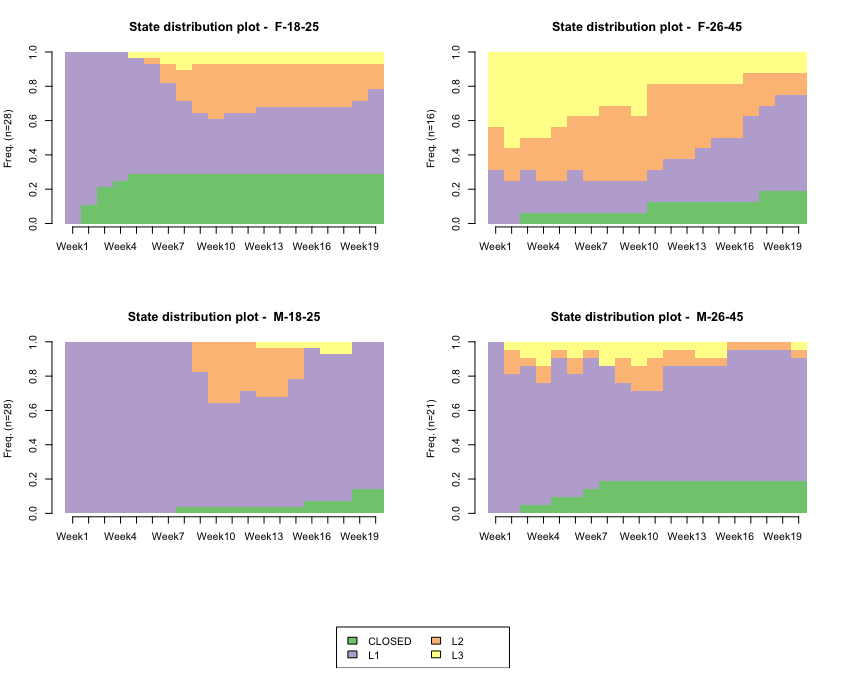 State distribution plot - F-18-25
Freq. (n=28)
0.0 0.2 0.4 0.6 0.8 1.0
Week1 Week4 Week7 Week10 Week13 Week16 Week19
State distribution plot - F-26-45
Freq. (n=16)
0.0 0.2 0.4 0.6 0.8 1.0
Week1 Week4 Week7 Week10 Week13 Week16 Week19
State distribution plot - M-18-25
Freq. (n=28)
0.0 0.2 0.4 0.6 0.8 1.0
Week1 Week4 Week7 Week10 Week13 Week16 Week19
State distribution plot - M-26-45
Freq. (n=21)
0.0 0.2 0.4 0.6 0.8 1.0
Week1 Week4 Week7 Week10 Week13 Week16 Week19
CLOSED L2
L1 L3